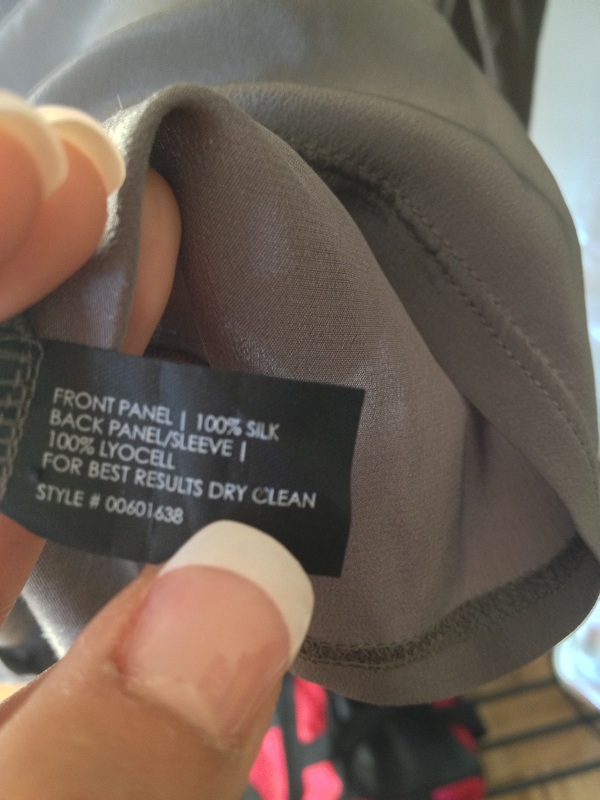 FRONT PANEL | 100% SILK
BACK PANEL/SLEEVE |
100% LYOCELL
FOR BEST RESULTS DRY CLEAN
STYLE # 00601638